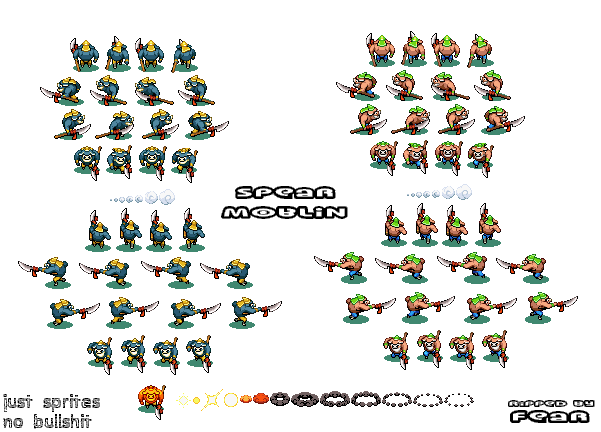 SPEAR
MOBLIN
just sprites
no bullshit
RIPPED BY
FEAR